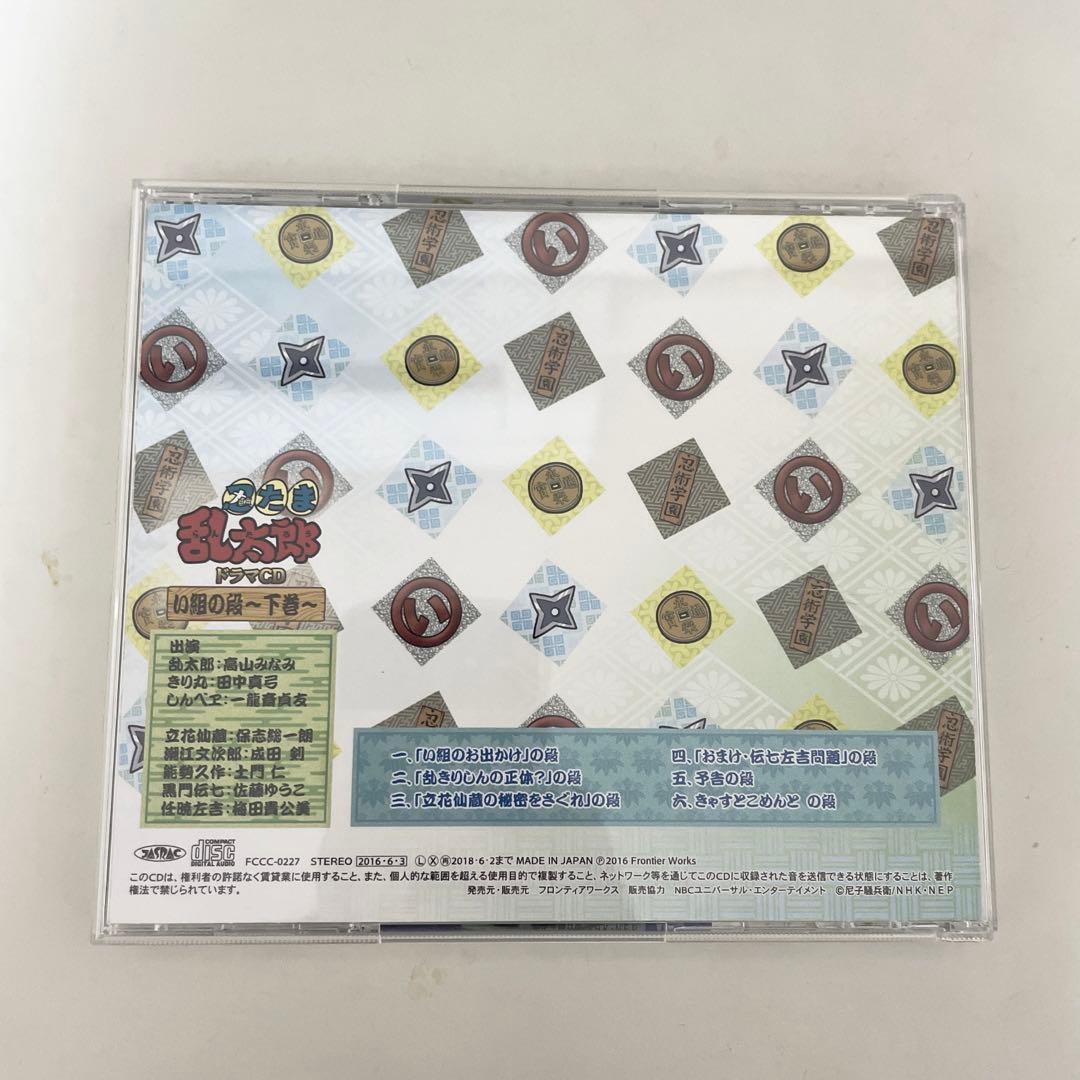 忍たま
乱太郎
ドラマCD
い組の段～下巻～
出演
乱太郎：高山みなみ
きり丸：田中真弓
しんべヱ：一龍斎貞友
立花仙蔵：保志総一朗
潮江文次郎：成田 剣
能勢久作：土門 仁
黒門伝七：佐藤ゆうこ
任暁左吉：梅田貴公美
一、「い組のお出かけ」の段
二、「乱きりしんの正体？」の段
三、「立花仙蔵の秘密をさぐれ」の段
四、「おまけ・伝七左吉問題」の段
五、予告の段
六、きゃすとこめんと の段
JASRAC
COMPACT
disc
DIGITAL AUDIO
FCCC-0227 STEREO 2016・6・3 Ⓛ Ⓧ ㋲2018・6・2まで MADE IN JAPAN Ⓟ2016 Frontier Works
このCDは、権利者の許諾なく賃貸業に使用すること、また、個人的な範囲を超える使用目的で複製すること、ネットワーク等を通じてこのCDに収録された音を送信できる状態にすることは、著作
権法で禁じられています。
発売元・販売元 フロンティアワークス 販売協力 NBCユニバーサル・エンターテイメント ©尼子騒兵衛/NHK・NEP
忍術学園
い